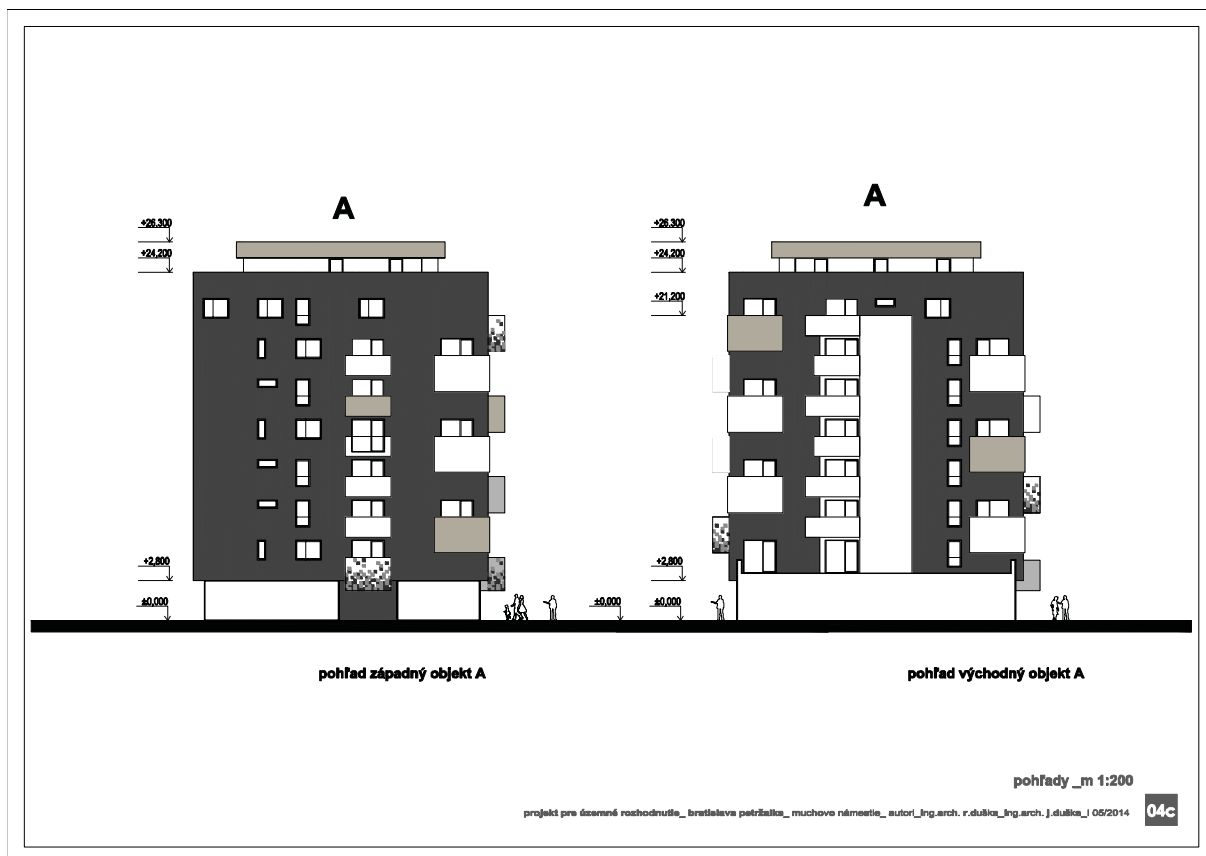 A
A
+26.300
+26.300
+24,200
+24,200
+21,200
+2,800
+2,800
±0,000
±0,000
±0,000
pohľad západný objekt A
pohľad východný objekt A
pohľady _m 1:200
projekt pre územné rozhodnutie_ bratislava petržalka_ muchovo námestie_ autori_ing.arch. r.duška_ing.arch. j.duška_I 05/2014
04c